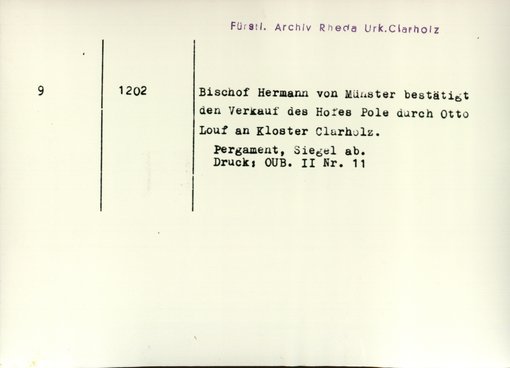 Fürstl. Archiv Rheda Urk.Clarholz
9 1202 Bischof Hermann von Münster bestätigt
den Verkauf des Hofes Pole durch Otto
Louf an Kloster Clarholz.
Pergament, Siegel ab.
Druck: OUB. II Nr. 11